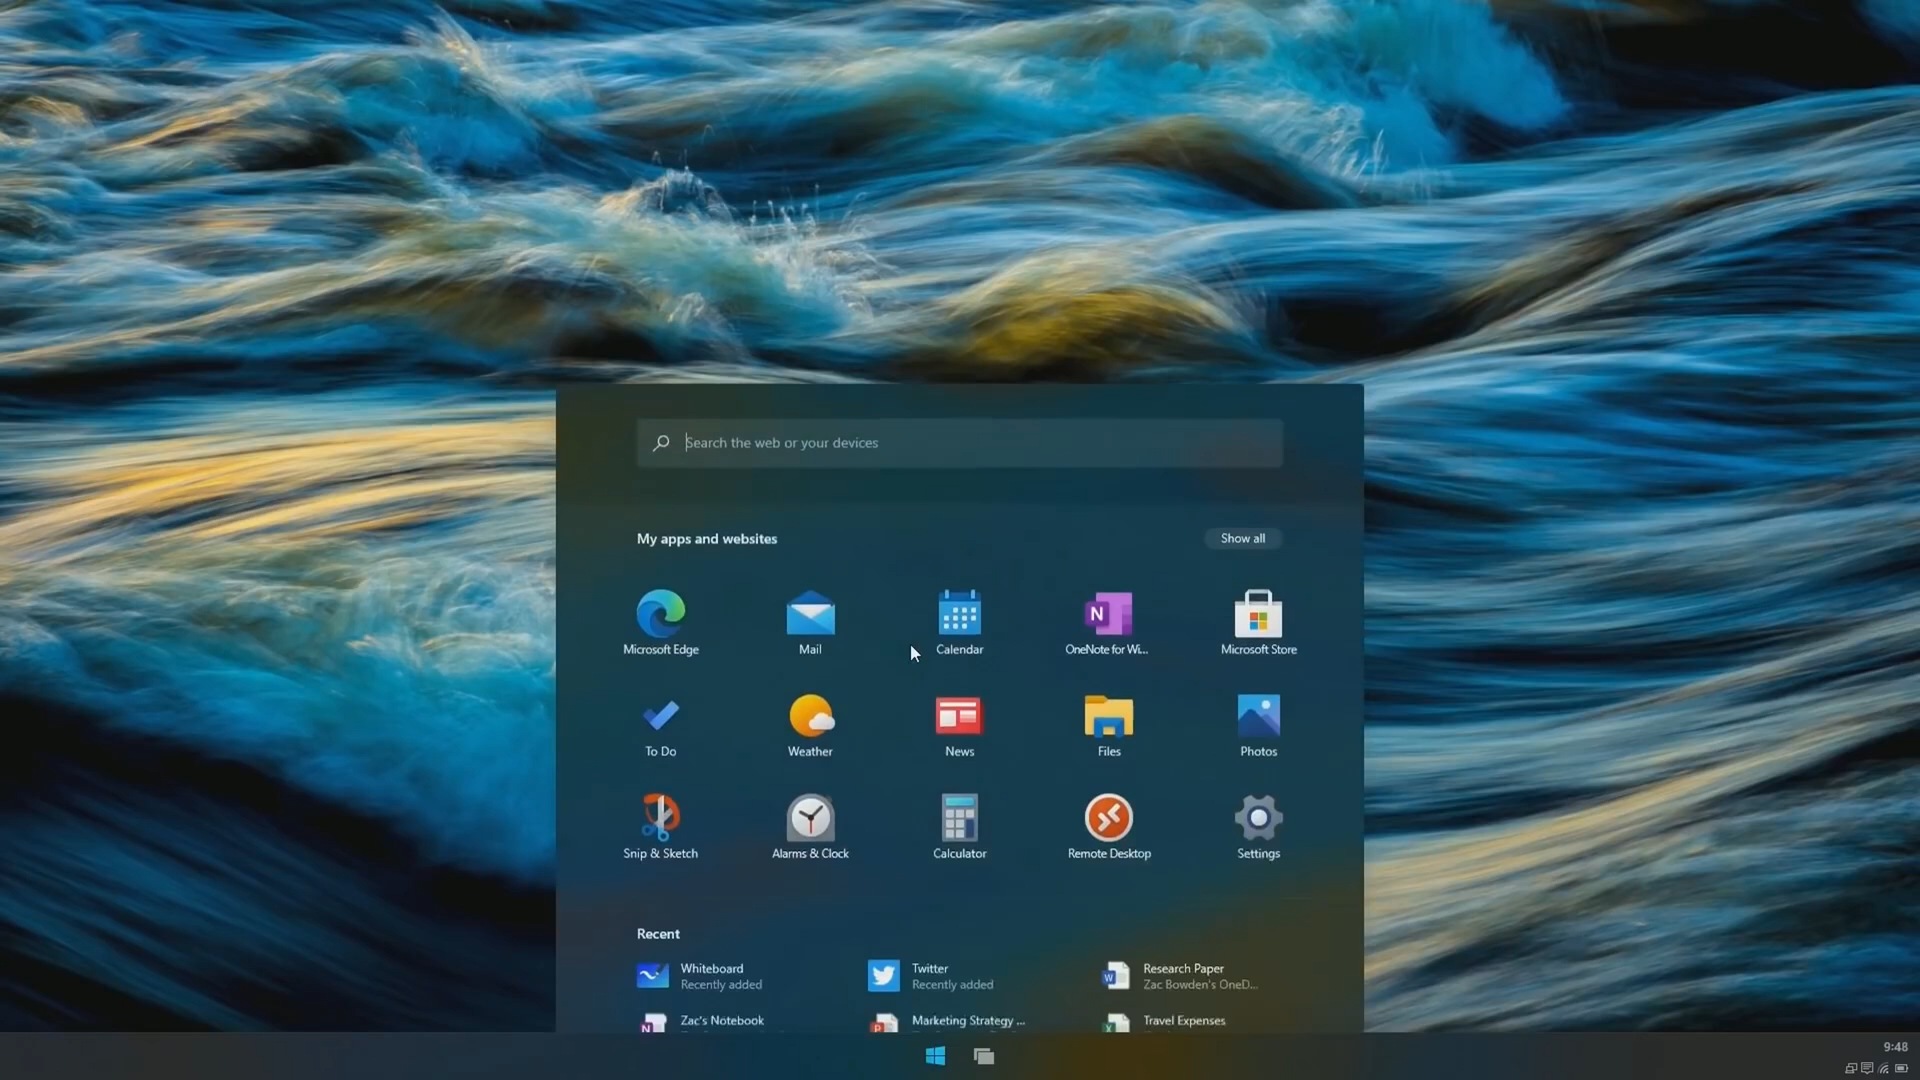 Search the web or your devices
My apps and websites
Show all
Microsoft Edge
Mail
Calendar
N
OneNote for Wi...
Microsoft Store
To Do
Weather
News
Files
Photos
Snip & Sketch
Alarms & Clock
Calculator
Remote Desktop
Settings
Recent
Whiteboard
Recently added
Twitter
Recently added
W
Research Paper
Zac Bowden's OneD...
N
Zac's Notebook
P
Marketing Strategy ...
X
Travel Expenses
9:48